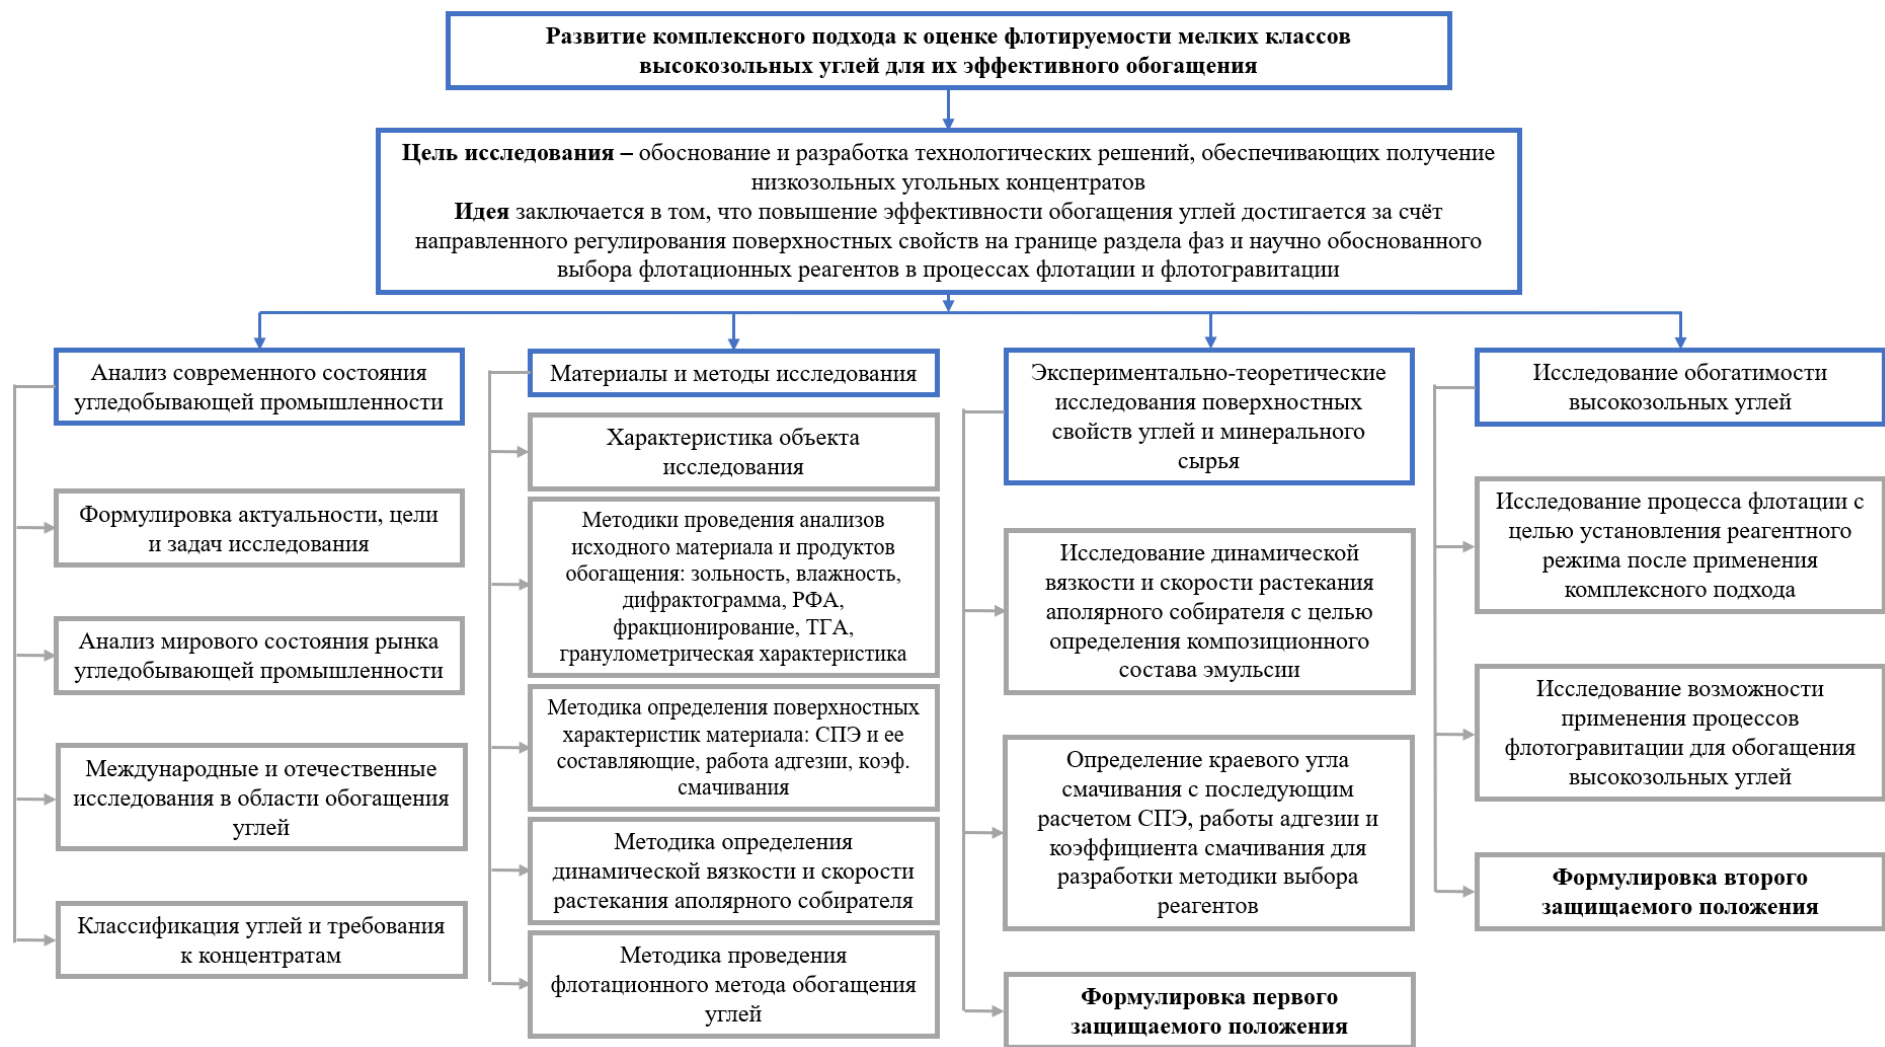 Развитие комплексного подхода к оценке флотируемости мелких классов
высокозольных углей для их эффективного обогащения
Цель исследования – обоснование и разработка технологических решений, обеспечивающих получение
низкозольных угольных концентратов
Идея заключается в том, что повышение эффективности обогащения углей достигается за счёт
направленного регулирования поверхностных свойств на границе раздела фаз и научно обоснованного
выбора флотационных реагентов в процессах флотации и флотогравитации
Анализ современного состояния
угледобывающей промышленности
Формулировка актуальности, цели
и задач исследования
Анализ мирового состояния рынка
угледобывающей промышленности
Международные и отечественные
исследования в области обогащения
углей
Классификация углей и требования
к концентратам
Материалы и методы исследования
Характеристика объекта
исследования
Методики проведения анализов
исходного материала и продуктов
обогащения: зольность, влажность,
дифрактограмма, РФА,
фракционирование, ТГА,
гранулометрическая характеристика
Методика определения поверхностных
характеристик материала: СПЭ и ее
составляющие, работа адгезии, коэф.
смачивания
Методика определения
динамической вязкости и скорости
растекания аполярного собирателя
Методика проведения
флотационного метода обогащения
углей
Экспериментально-теоретические
исследования поверхностных
свойств углей и минерального
сырья
Исследование динамической
вязкости и скорости растекания
аполярного собирателя с целью
определения композиционного
состава эмульсии
Определение краевого угла
смачивания с последующим
расчетом СПЭ, работы адгезии и
коэффициента смачивания для
разработки методики выбора
реагентов
Формулировка первого
защищаемого положения
Исследование обогатимости
высокозольных углей
Исследование процесса флотации с
целью установления реагентного
режима после применения
комплексного подхода
Исследование возможности
применения процессов
флотогравитации для обогащения
высокозольных углей
Формулировка второго
защищаемого положения